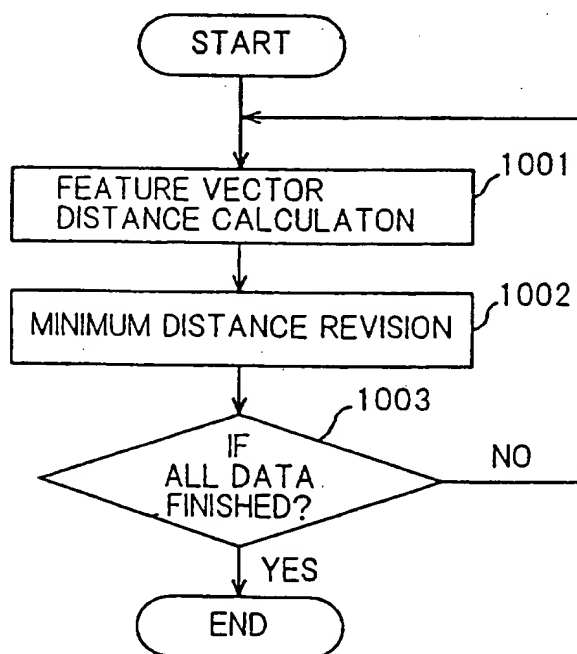 START
1001
FEATURE VECTOR
DISTANCE CALCULATON
1002
MINIMUM DISTANCE REVISION
1003
IF
ALL DATA
FINISHED?
NO
YES
END